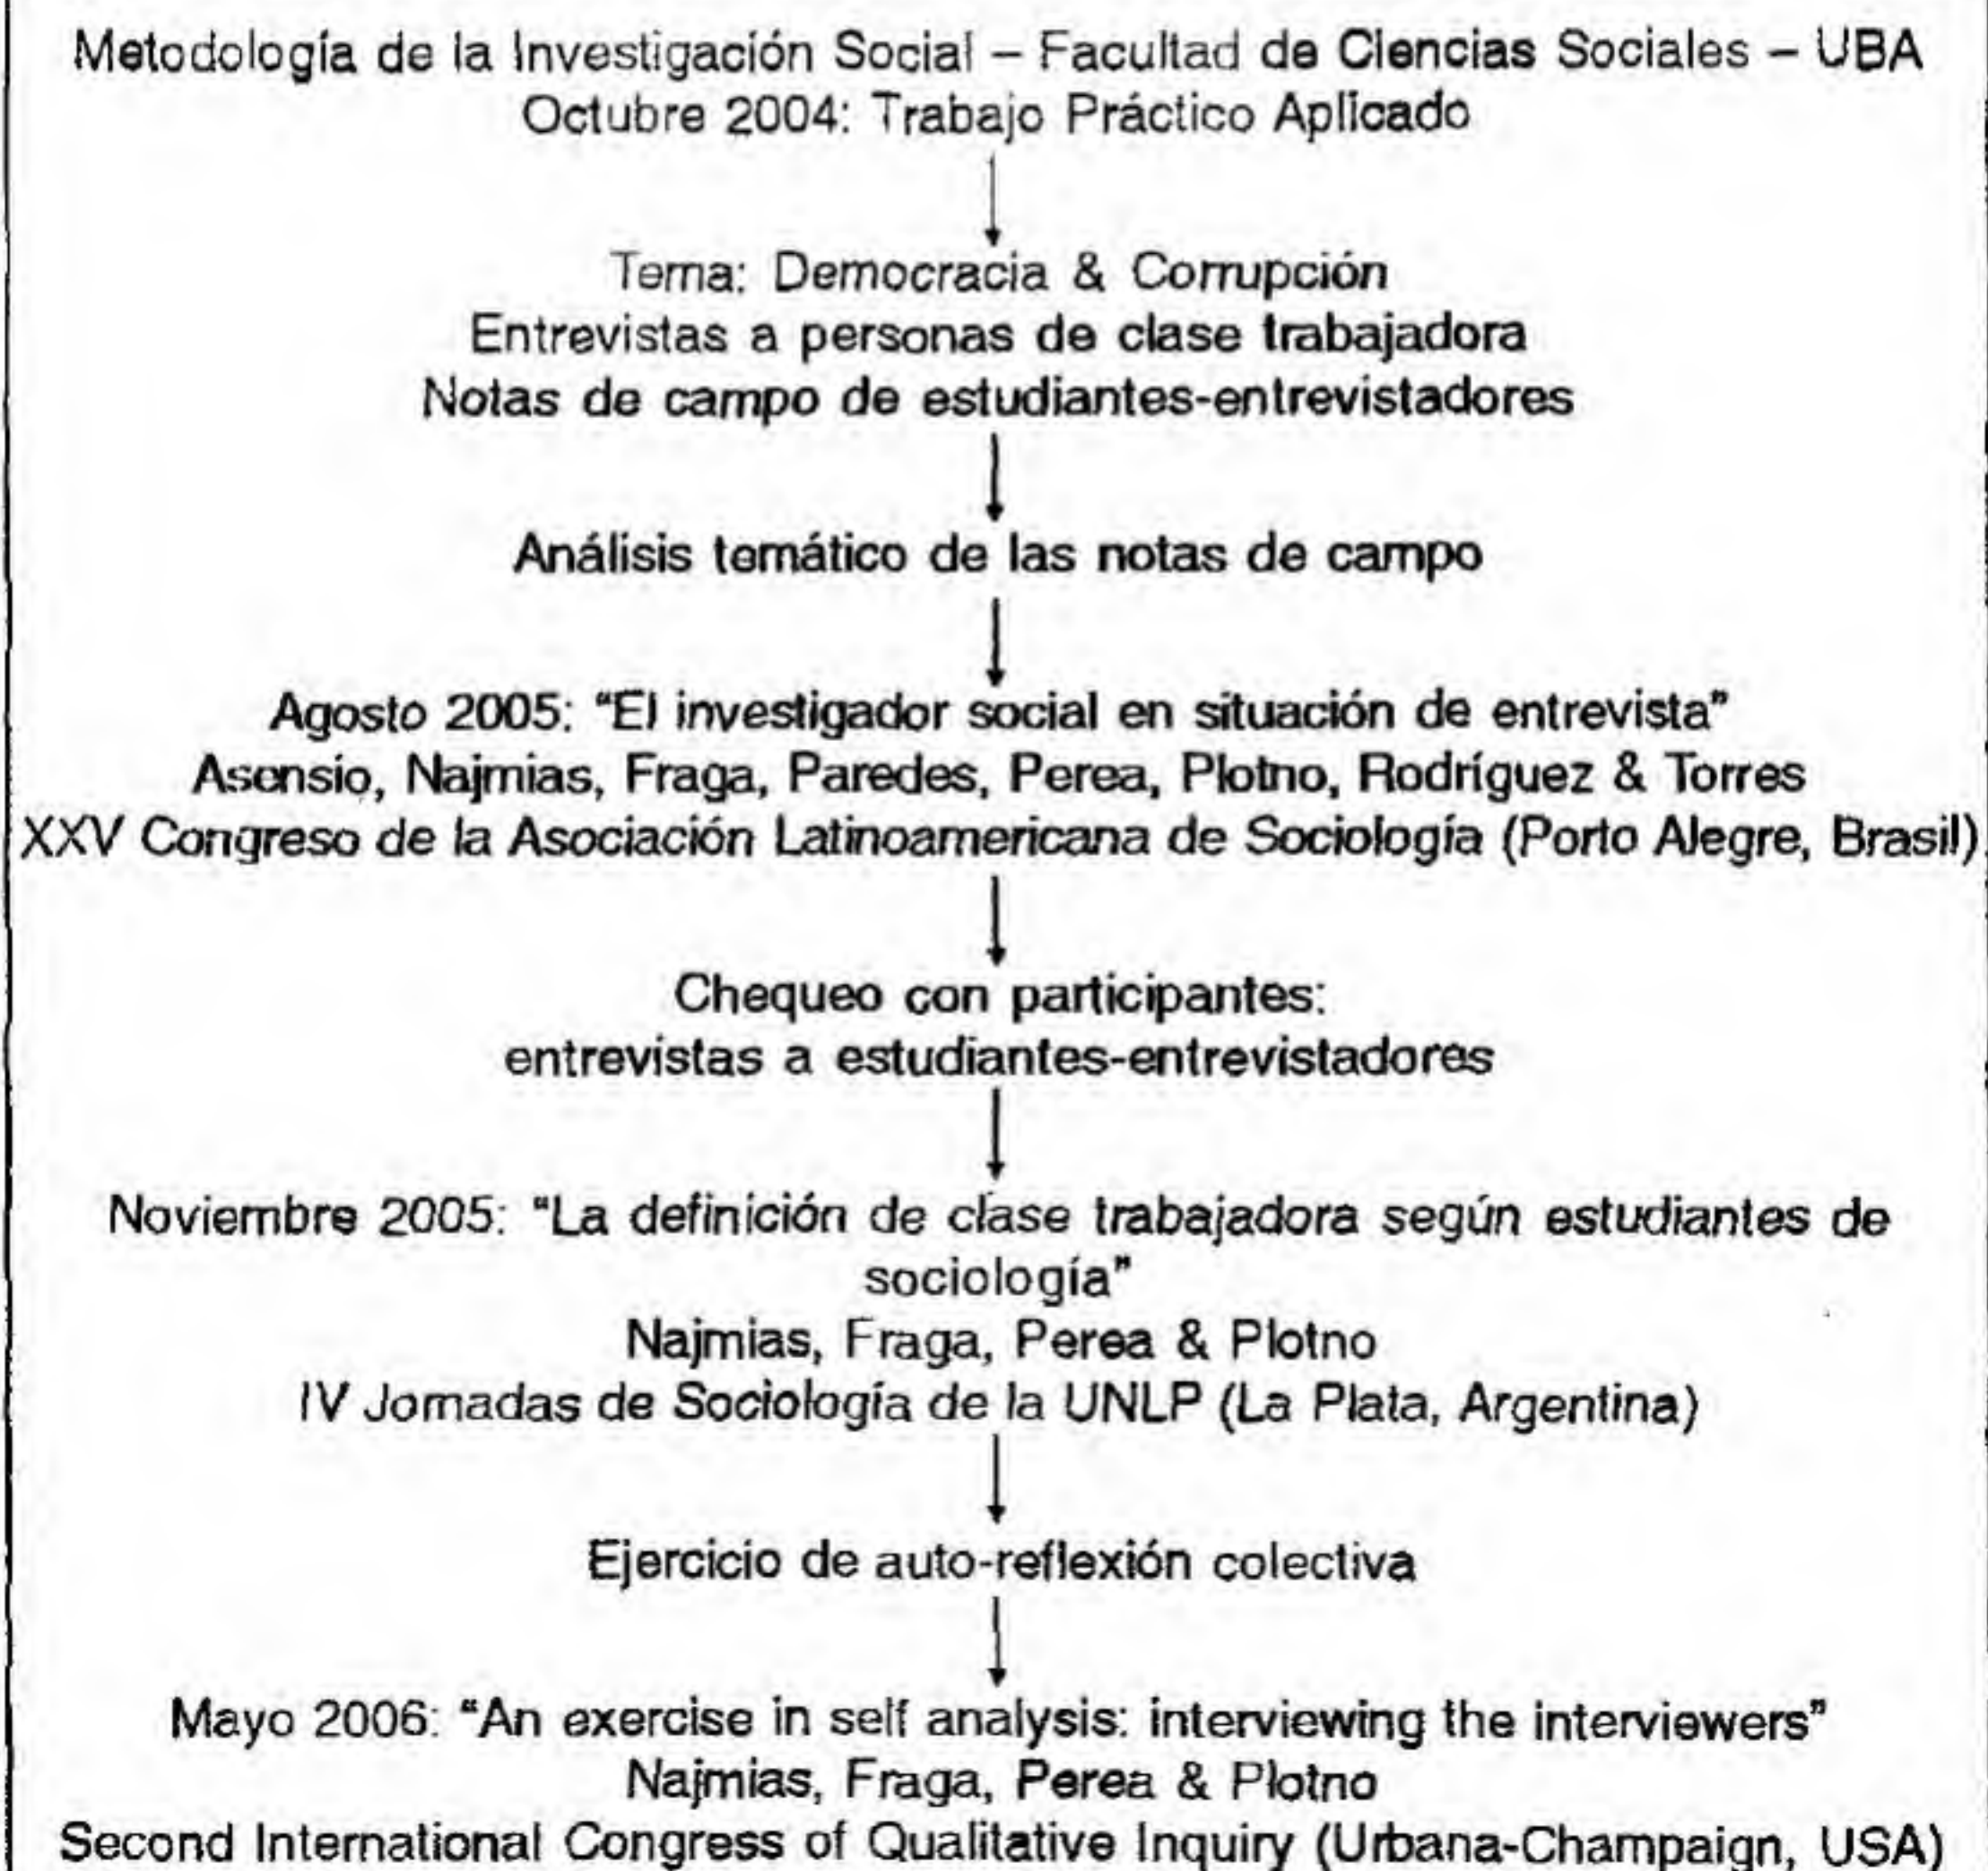 Metodología de la Investigación Social – Facultad de Ciencias Sociales – UBA
Octubre 2004: Trabajo Práctico Aplicado
Tema: Democracia & Corrupción
Entrevistas a personas de clase trabajadora
Notas de campo de estudiantes-entrevistadores
Análisis temático de las notas de campo
Agosto 2005: "El investigador social en situación de entrevista"
Asensio, Najmias, Fraga, Paredes, Perea, Plotno, Rodríguez & Torres
XXV Congreso de la Asociación Latinoamericana de Sociología (Porto Alegre, Brasil)
Chequeo con participantes:
entrevistas a estudiantes-entrevistadores
Noviembre 2005: "La definición de clase trabajadora según estudiantes de
sociología"
Najmias, Fraga, Perea & Plotno
IV Jornadas de Sociología de la UNLP (La Plata, Argentina)
Ejercicio de auto-reflexión colectiva
Mayo 2006: "An exercise in self analysis: interviewing the interviewers"
Najmias, Fraga, Perea & Plotno
Second International Congress of Qualitative Inquiry (Urbana-Champaign, USA)